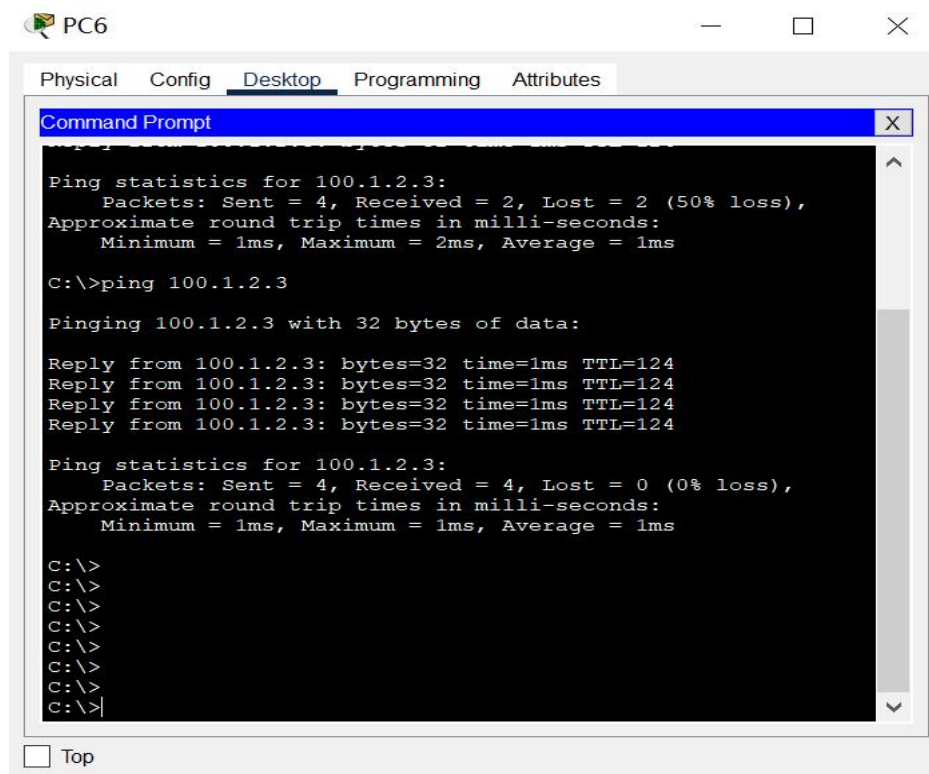 PC6
Physical Config Desktop Programming Attributes
Command Prompt
X
Ping statistics for 100.1.2.3:
Packets: Sent = 4, Received = 2, Lost = 2 (50% loss),
Approximate round trip times in milli-seconds:
Minimum = 1ms, Maximum = 2ms, Average = 1ms
C:\>ping 100.1.2.3
Pinging 100.1.2.3 with 32 bytes of data:
Reply from 100.1.2.3: bytes=32 time=1ms TTL=124
Reply from 100.1.2.3: bytes=32 time=1ms TTL=124
Reply from 100.1.2.3: bytes=32 time=1ms TTL=124
Reply from 100.1.2.3: bytes=32 time=1ms TTL=124
Ping statistics for 100.1.2.3:
Packets: Sent = 4, Received = 4, Lost = 0 (0% loss),
Approximate round trip times in milli-seconds:
Minimum = 1ms, Maximum = 1ms, Average = 1ms
C:\>
C:\>
C:\>
C:\>
C:\>
C:\>
C:\>
C:\>
Top